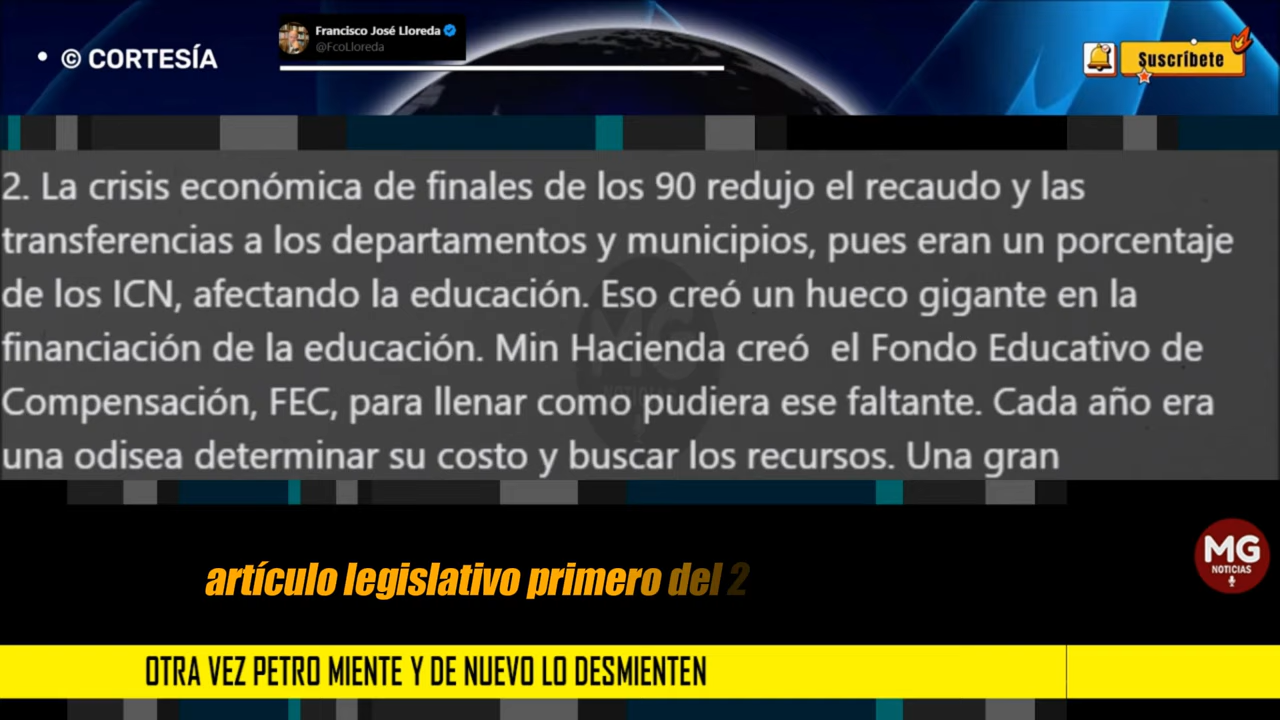 • © CORTESÍA
Francisco José Lloreda
@FcoLloreda
Suscríbete
2. La crisis económica de finales de los 90 redujo el recaudo y las
transferencias a los departamentos y municipios, pues eran un porcentaje
de los ICN, afectando la educación. Eso creó un hueco gigante en la
financiación de la educación. Min Hacienda creó  el Fondo Educativo de
Compensación, FEC, para llenar como pudiera ese faltante. Cada año era
una odisea determinar su costo y buscar los recursos. Una gran
MG
NOTICIAS
artículo legislativo primero del 2
MG
NOTICIAS
OTRA VEZ PETRO MIENTE Y DE NUEVO LO DESMIENTEN